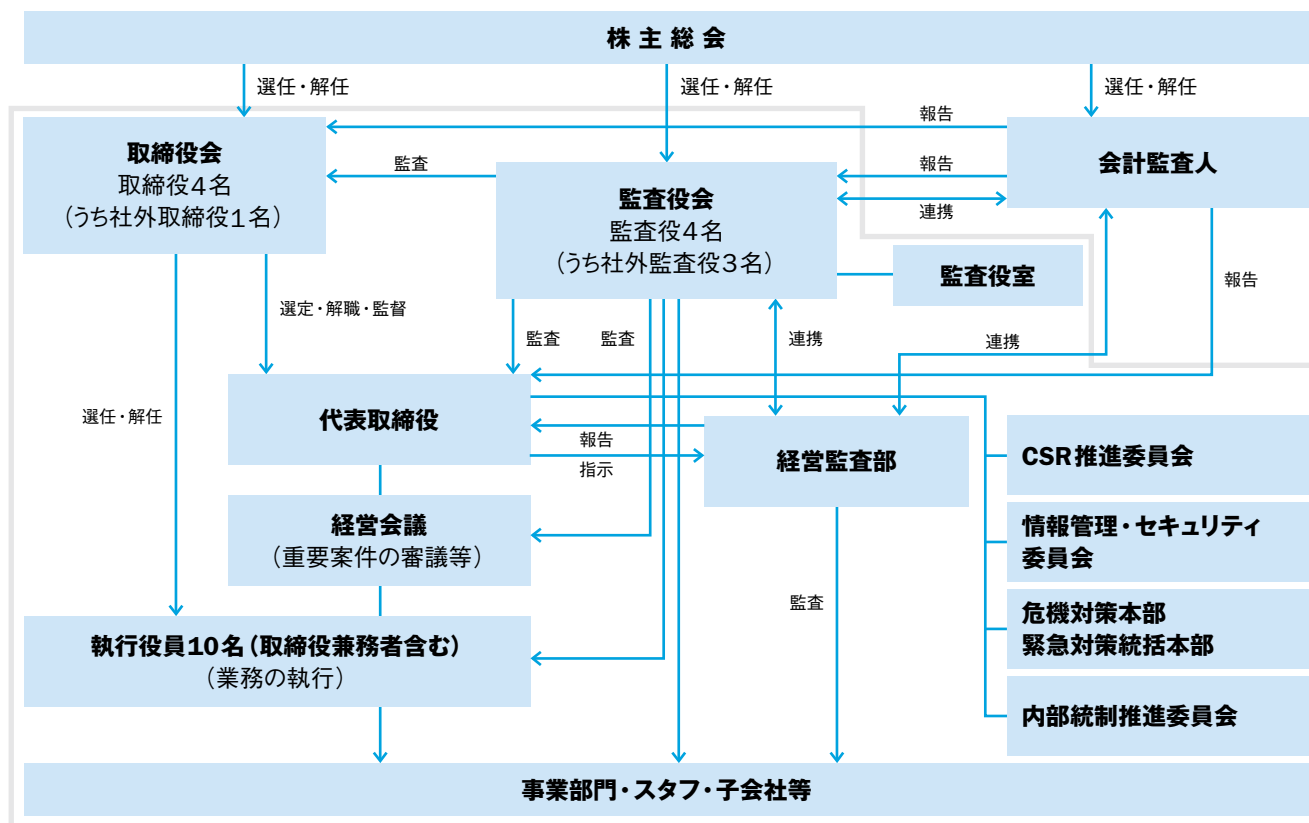 株主総会
選任・解任
選任・解任
選任・解任
報告
取締役会
取締役4名
(うち社外取締役1名)
監査
監査役会
監査役4名
(うち社外監査役3名)
報告
連携
会計監査人
監査役室
報告
選定・解職・監督
監査
監査
連携
連携
選任・解任
代表取締役
報告
指示
経営監査部
CSR推進委員会
経営会議
(重要案件の審議等)
情報管理・セキュリティ
委員会
監査
危機対策本部
緊急対策統括本部
執行役員10名(取締役兼務者含む)
(業務の執行)
内部統制推進委員会
事業部門・スタッフ・子会社等